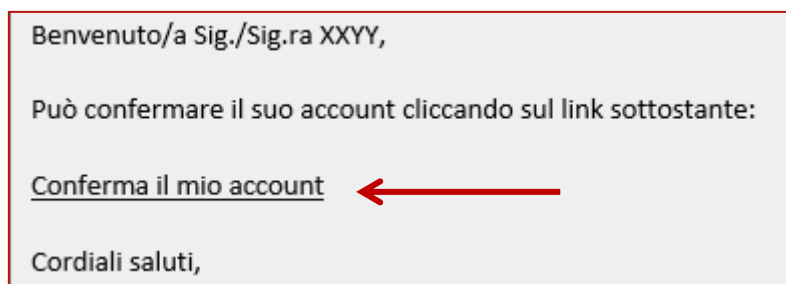 Benvenuto/a Sig./Sig.ra XXYY,
Può confermare il suo account cliccando sul link sottostante:
Conferma il mio account
Cordiali saluti,